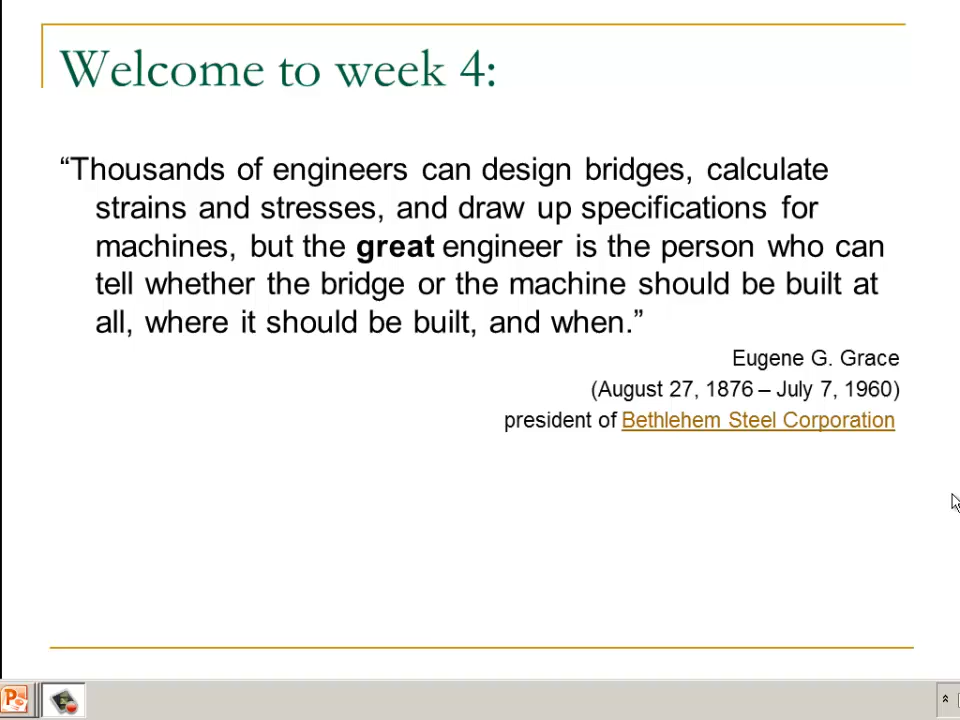 Welcome to week 4:
“Thousands of engineers can design bridges, calculate
strains and stresses, and draw up specifications for
machines, but the great engineer is the person who can
tell whether the bridge or the machine should be built at
all, where it should be built, and when.”
Eugene G. Grace
(August 27, 1876 – July 7, 1960)
president of Bethlehem Steel Corporation